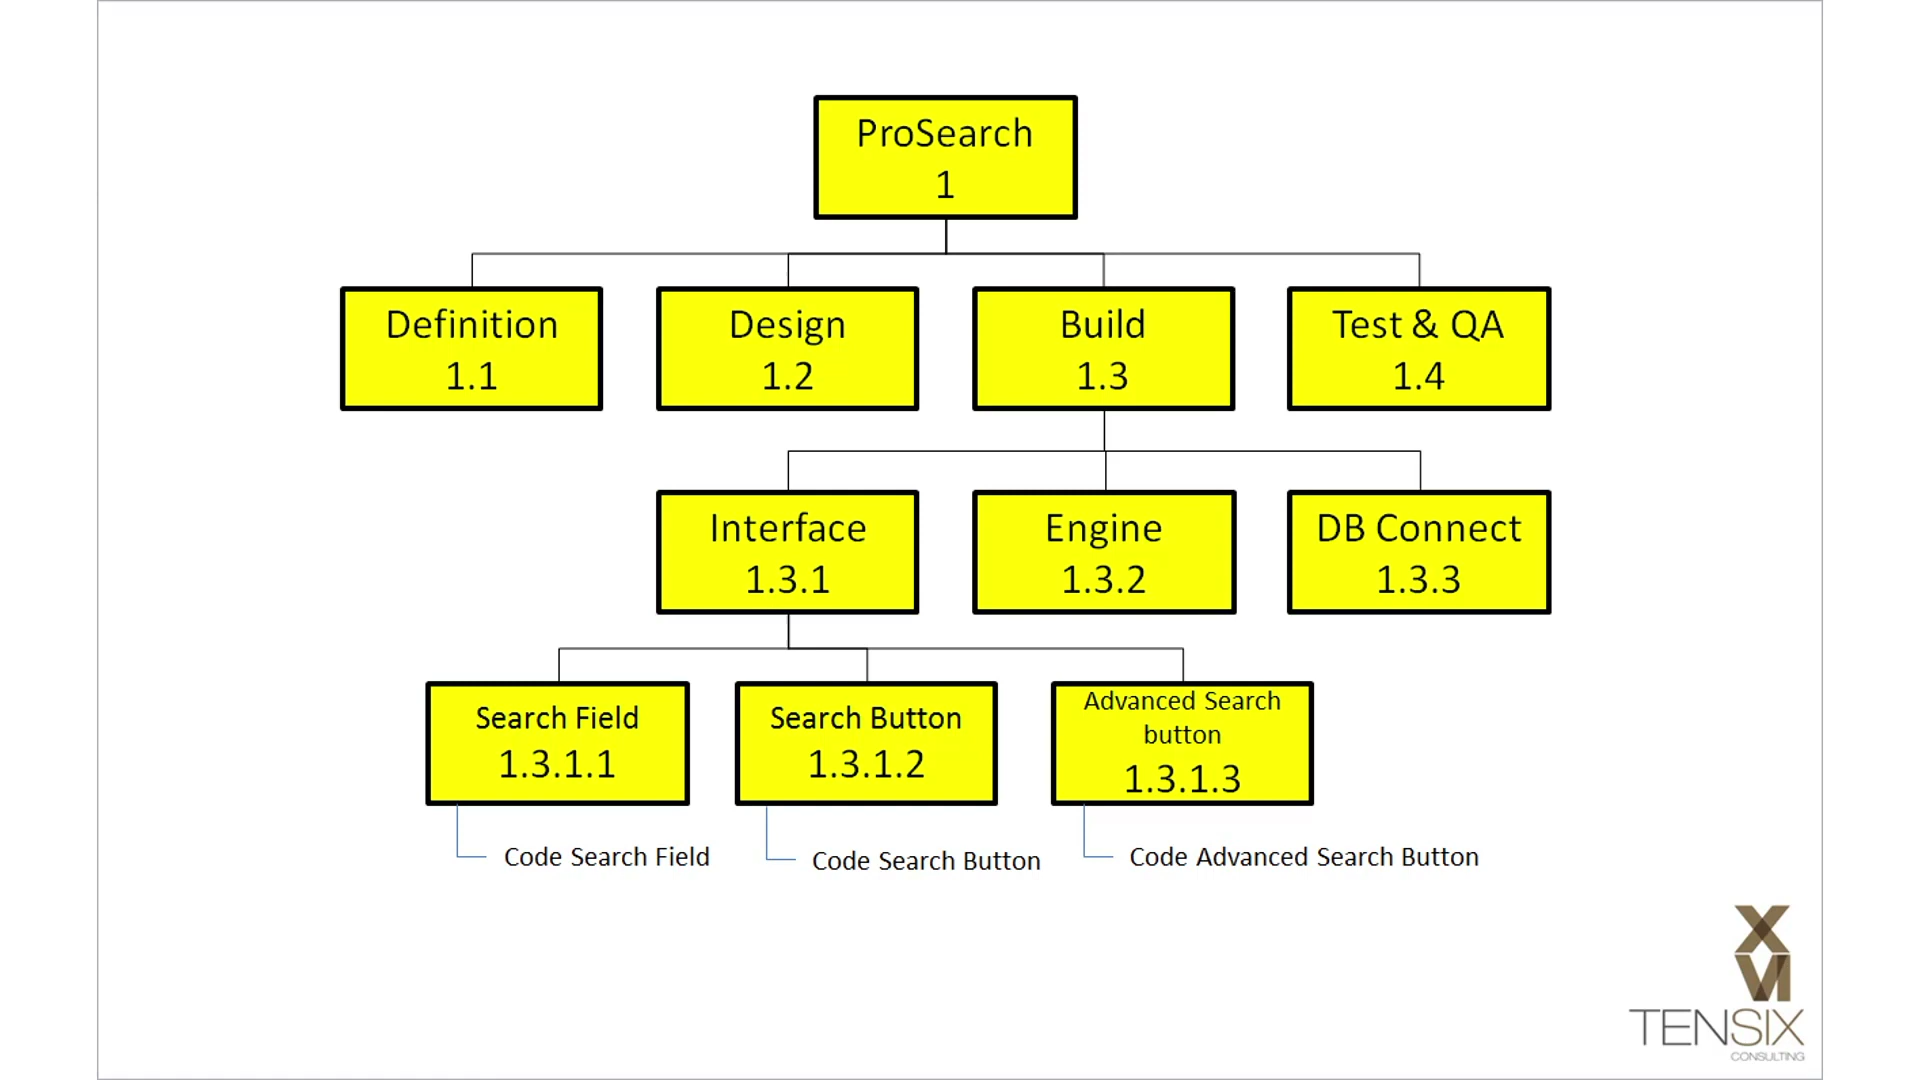 ProSearch
1
Definition
1.1
Design
1.2
Build
1.3
Test & QA
1.4
Interface
1.3.1
Engine
1.3.2
DB Connect
1.3.3
Search Field
1.3.1.1
Search Button
1.3.1.2
Advanced Search
button
1.3.1.3
Code Search Field
Code Search Button
Code Advanced Search Button
XVI
TENSIX
CONSULTING